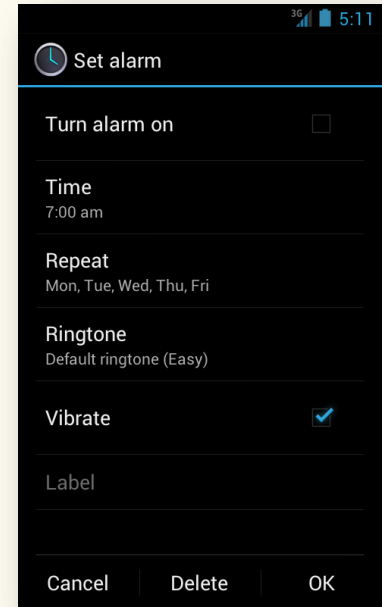 3G 5:11
Set alarm
Turn alarm on
Time
7:00 am
Repeat
Mon, Tue, Wed, Thu, Fri
Ringtone
Default ringtone (Easy)
Vibrate
Label
Cancel Delete OK